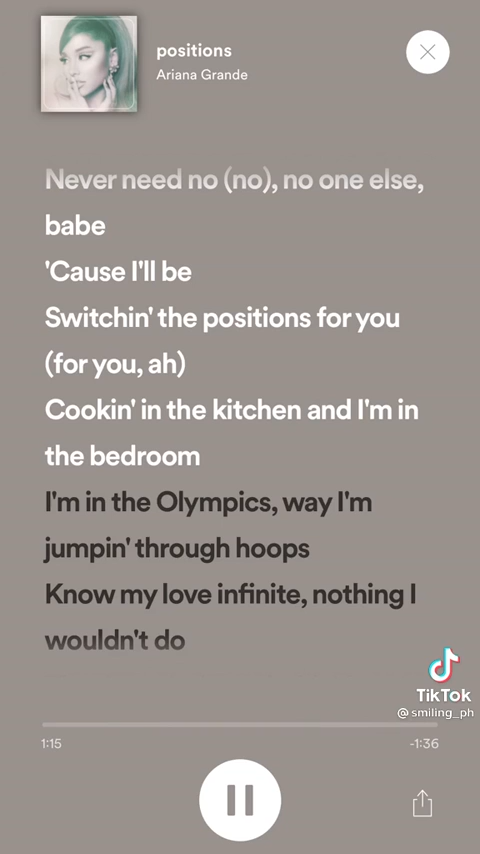 positions
Ariana Grande
Never need no (no), no one else,
babe
'Cause I'll be
Switchin' the positions for you
(for you, ah)
Cookin' in the kitchen and I'm in
the bedroom
I'm in the Olympics, way I'm
jumpin' through hoops
Know my love infinite, nothing I
wouldn't do
TikTok
@smiling_ph
1:15
-1:36